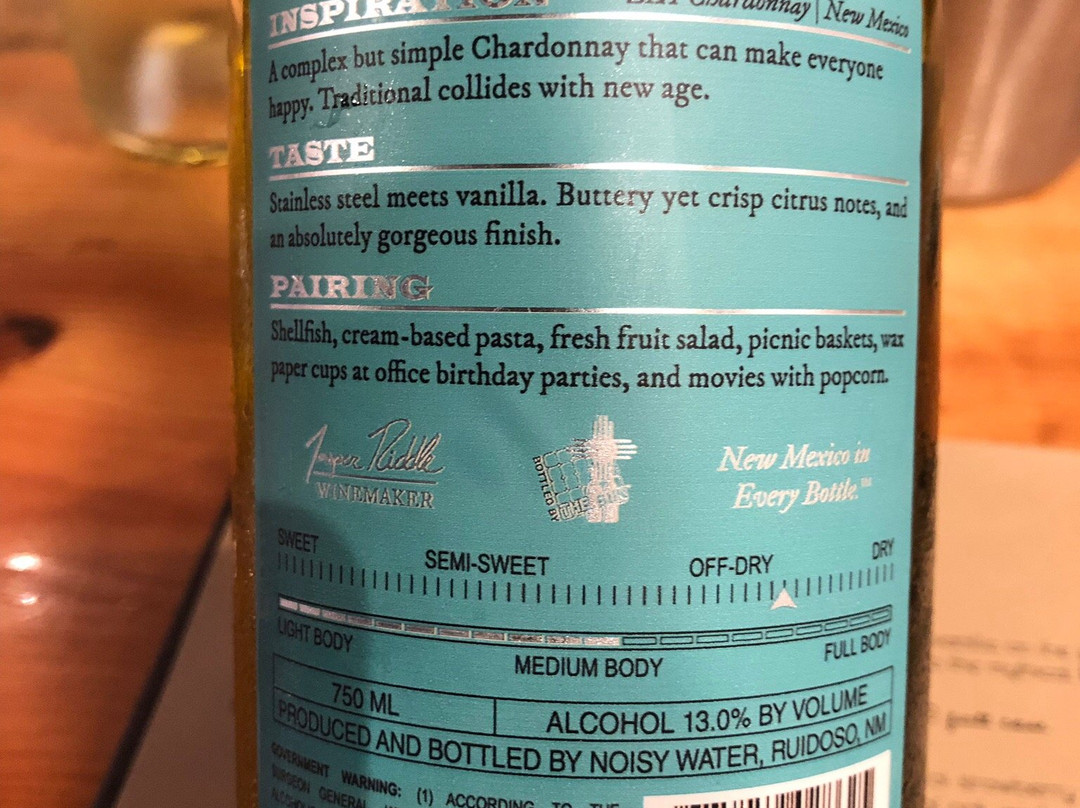 INSPIRATION
Chardonnay | New Mexico
A complex but simple Chardonnay that can make everyone
happy. Traditional collides with new age.
TASTE
Stainless steel meets vanilla. Buttery yet crisp citrus notes, and
an absolutely gorgeous finish.
PAIRING
Shellfish, cream-based pasta, fresh fruit salad, picnic baskets, wax
paper cups at office birthday parties, and movies with popcorn.
Riddle
WINEMAKER
BOTTLED BY
New Mexico in
Every Bottle.™
SWEET SEMI-SWEET OFF-DRY DRY
LIGHT BODY MEDIUM BODY FULL BODY
750 ML ALCOHOL 13.0% BY VOLUME
PRODUCED AND BOTTLED BY NOISY WATER, RUIDOSO, NM
GOVERNMENT WARNING: (1) ACCORDING TO THE
SURGEON GENERAL